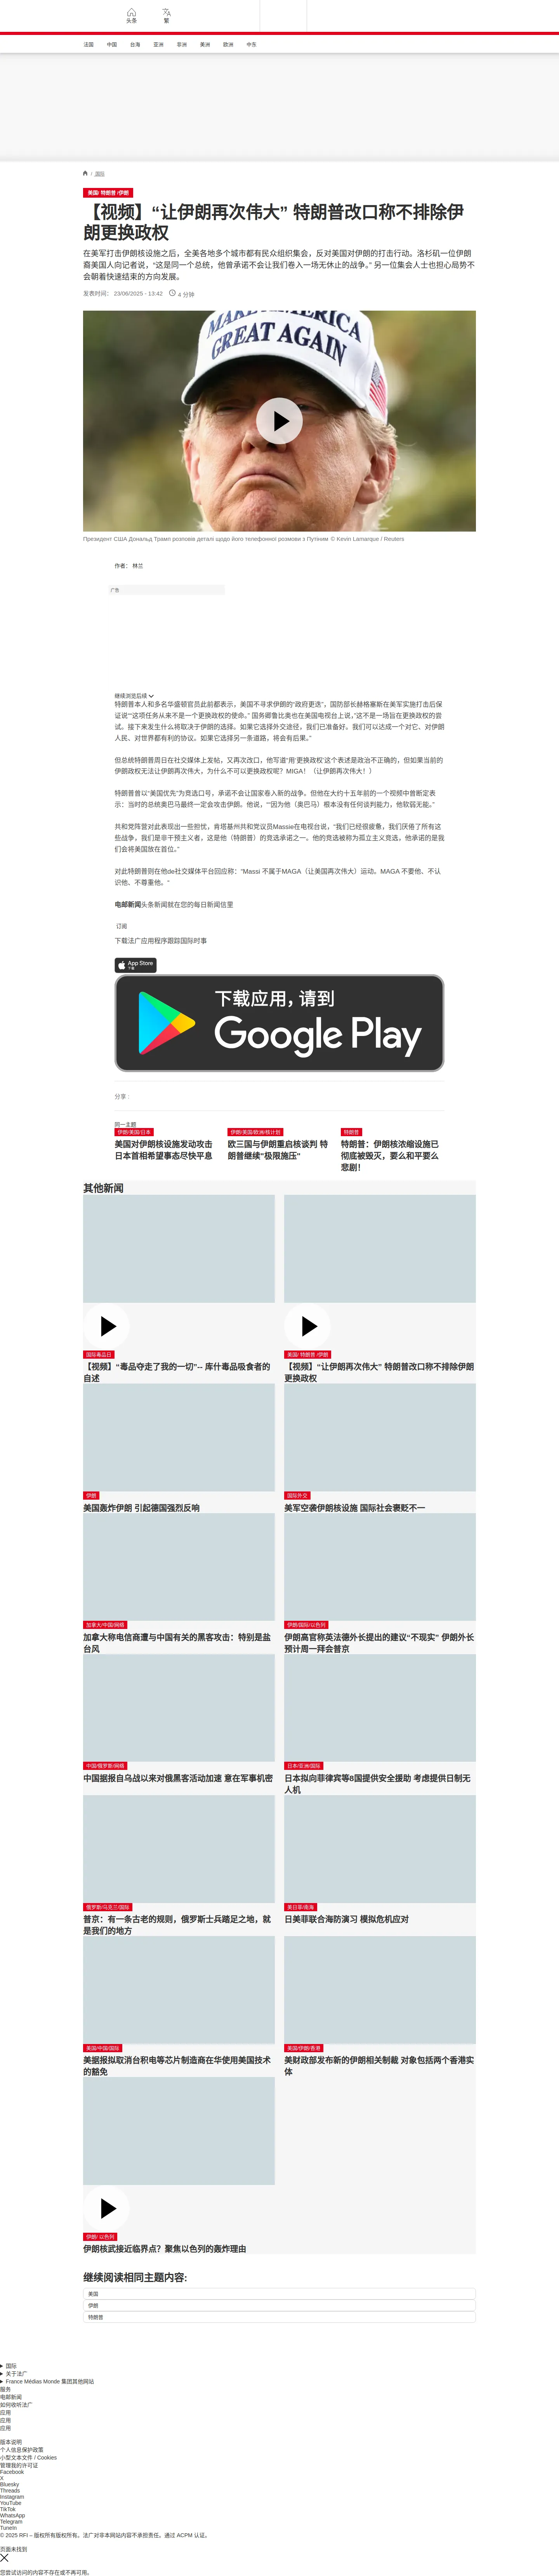 头条
繁
法国
中国
台海
亚洲
非洲
美洲
欧洲
中东
/ 国际
美国/ 特朗普 /伊朗
【视频】“让伊朗再次伟大” 特朗普改口称不排除伊
朗更换政权
在美军打击伊朗核设施之后，全美各地多个城市都有民众组织集会，反对美国对伊朗的打击行动。洛杉矶一位伊朗
裔美国人向记者说，“这是同一个总统，他曾承诺不会让我们卷入一场无休止的战争。” 另一位集会人士也担心局势不
会朝着快速结束的方向发展。
发表时间： 23/06/2025 - 13:42
4 分钟
MAKE AMERICA
GREAT AGAIN
Президент США Дональд Трамп розповів деталі щодо його телефонної розмови з Путіним © Kevin Lamarque / Reuters
作者： 林兰
广告
继续浏览后续
特朗普本人和多名华盛顿官员此前都表示，美国不寻求伊朗的“政府更迭”，国防部长赫格塞斯在美军实施打击后保
证说“’这项任务从来不是一个更换政权的使命。” 国务卿鲁比奥也在美国电视台上说，“这不是一场旨在更换政权的尝
试。接下来发生什么将取决于伊朗的选择。如果它选择外交途径，我们已准备好。我们可以达成一个对它、对伊朗
人民、对世界都有利的协议。如果它选择另一条道路，将会有后果。”
但总统特朗普周日在社交媒体上发帖，又再次改口，他写道“用‘更换政权’这个表述是政治不正确的，但如果当前的
伊朗政权无法让伊朗再次伟大，为什么不可以更换政权呢？MIGA！（让伊朗再次伟大！）
特朗普曾以“美国优先”为竞选口号，承诺不会让国家卷入新的战争。但他在大约十五年前的一个视频中曾断定表
示：当时的总统奥巴马最终一定会攻击伊朗。他说，““因为他（奥巴马）根本没有任何谈判能力，他软弱无能。”
共和党阵营对此表现出一些担忧，肯塔基州共和党议员Massie在电视台说，“我们已经很疲惫，我们厌倦了所有这
些战争，我们是非干预主义者，这是他（特朗普）的竞选承诺之一。他的竞选被称为孤立主义竞选，他承诺的是我
们会将美国放在首位。”
对此特朗普则在他de社交媒体平台回应称：“Massi 不属于MAGA（让美国再次伟大）运动。MAGA 不要他、不认
识他、不尊重他。”
电邮新闻头条新闻就在您的每日新闻信里
订阅
下载法广应用程序跟踪国际时事
App Store
下载
下载应用，请到
Google Play
分享 :
同一主题
伊朗/美国/日本
美国对伊朗核设施发动攻击
日本首相希望事态尽快平息
伊朗/美国/欧洲/核计划
欧三国与伊朗重启核谈判 特
朗普继续“极限施压”
特朗普
特朗普：伊朗核浓缩设施已
彻底被毁灭，要么和平要么
悲剧！
其他新闻
国际毒品日
【视频】“毒品夺走了我的一切”-- 库什毒品吸食者的
自述
美国/ 特朗普 /伊朗
【视频】“让伊朗再次伟大” 特朗普改口称不排除伊朗
更换政权
伊朗
美国轰炸伊朗 引起德国强烈反响
国际外交
美军空袭伊朗核设施 国际社会褒贬不一
加拿大/中国/网络
加拿大称电信商遭与中国有关的黑客攻击：特别是盐
台风
伊朗/国际/以色列
伊朗高官称英法德外长提出的建议“不现实” 伊朗外长
预计周一拜会普京
中国/俄罗斯/网络
中国据报自乌战以来对俄黑客活动加速 意在军事机密
日本/亚洲/国际
日本拟向菲律宾等8国提供安全援助 考虑提供日制无
人机
俄罗斯/乌克兰/国际
普京：有一条古老的规则，俄罗斯士兵踏足之地，就
是我们的地方
美日菲/南海
日美菲联合海防演习 模拟危机应对
美国/中国/国际
美据报拟取消台积电等芯片制造商在华使用美国技术
的豁免
美国/伊朗/香港
美财政部发布新的伊朗相关制裁 对象包括两个香港实
体
伊朗/ 以色列
伊朗核武接近临界点？聚焦以色列的轰炸理由
继续阅读相同主题内容:
美国
伊朗
特朗普
国际
关于法广
France Médias Monde 集团其他网站
服务
电邮新闻
如何收听法广
应用
应用
应用
版本说明
个人信息保护政策
小型文本文件 / Cookies
管理我的许可证
Facebook
X
Bluesky
Threads
Instagram
YouTube
TikTok
WhatsApp
Telegram
TuneIn
© 2025 RFI – 版权所有版权所有。法广对非本网站内容不承担责任。通过 ACPM 认证。
页面未找到
您尝试访问的内容不存在或不再可用。